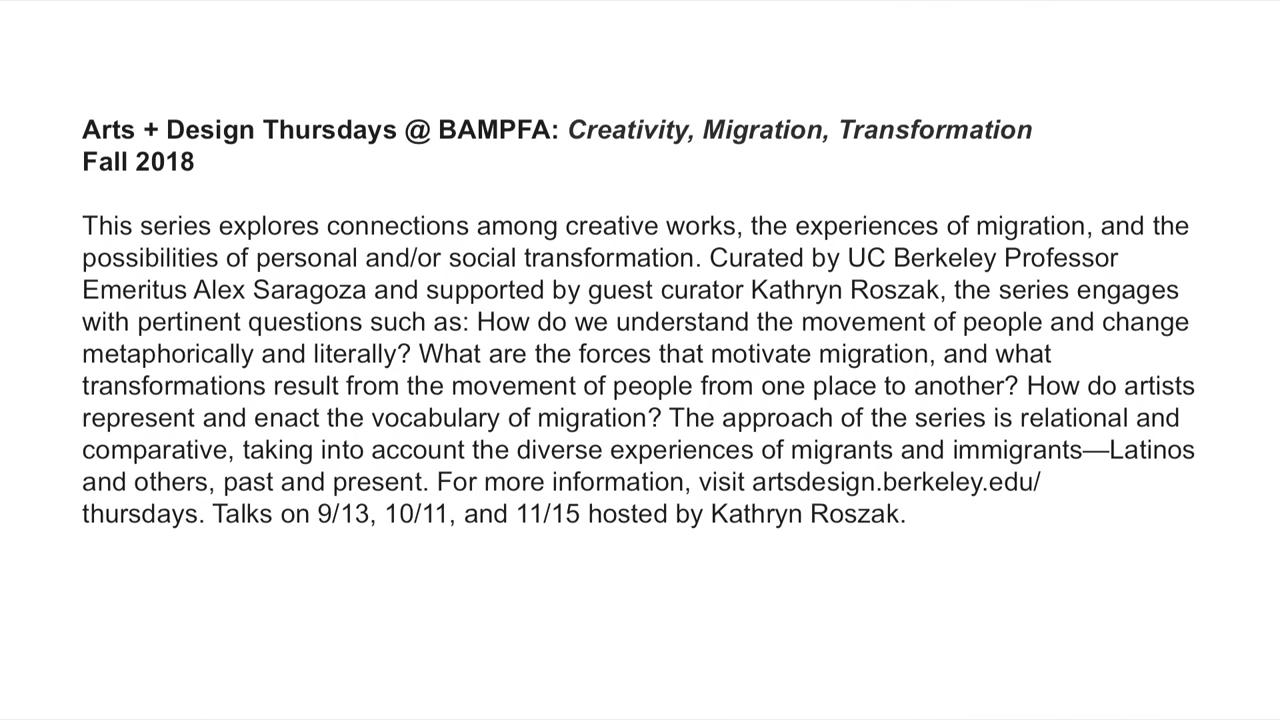 Arts + Design Thursdays @ BAMPFA: Creativity, Migration, Transformation
Fall 2018
This series explores connections among creative works, the experiences of migration, and the
possibilities of personal and/or social transformation. Curated by UC Berkeley Professor
Emeritus Alex Saragoza and supported by guest curator Kathryn Roszak, the series engages
with pertinent questions such as: How do we understand the movement of people and change
metaphorically and literally? What are the forces that motivate migration, and what
transformations result from the movement of people from one place to another? How do artists
represent and enact the vocabulary of migration? The approach of the series is relational and
comparative, taking into account the diverse experiences of migrants and immigrants—Latinos
and others, past and present. For more information, visit artsdesign.berkeley.edu/
thursdays. Talks on 9/13, 10/11, and 11/15 hosted by Kathryn Roszak.